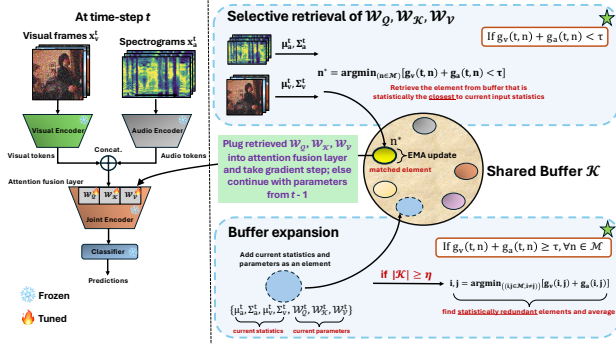 At time-step t
Visual frames x_v^t
Spectrograms x_a^t
Visual Encoder
Audio Encoder
Visual tokens
Concat.
Audio tokens
Attention fusion layer
𝒲_Q 𝒲_𝒦 𝒲_𝒱
Joint Encoder
Classifier
Predictions
Frozen
Tuned
Selective retrieval of 𝒲_Q, 𝒲_𝒦, 𝒲_𝒱
If g_v(t, n) + g_a(t, n) < τ
μ_a^t, Σ_a^t
μ_v^t, Σ_v^t
n* = argmin_(n∈ℳ)[g_v(t, n) + g_a(t, n) < τ]
Retrieve the element from buffer that is
statistically the closest to current input statistics
Plug retrieved 𝒲_Q, 𝒲_𝒦, 𝒲_𝒱
into attention fusion layer
and take gradient step; else
continue with parameters
from t - 1
n*
EMA update
matched element
Shared Buffer 𝒦
Buffer expansion
If g_v(t, n) + g_a(t, n) ≥ τ, ∀n ∈ ℳ
Add current statistics and
parameters as an element
if |𝒦| ≥ η
i, j = argmin_((i,j∈ℳ,i≠j))[g_v(i, j) + g_a(i, j)]
find statistically redundant elements and average
{μ_a^t, Σ_a^t, μ_v^t, Σ_v^t, 𝒲_Q^t, 𝒲_𝒦^t, 𝒲_𝒱^t}
current statistics
current parameters